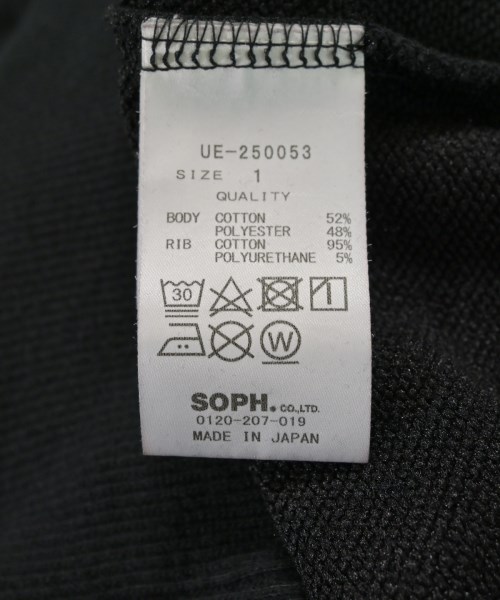 UE-250053
SIZE 1
QUALITY
BODY COTTON 52%
POLYESTER 48%
RIB COTTON 95%
POLYURETHANE 5%
30
W
SOPH. CO.,LTD.
0120-207-019
MADE IN JAPAN